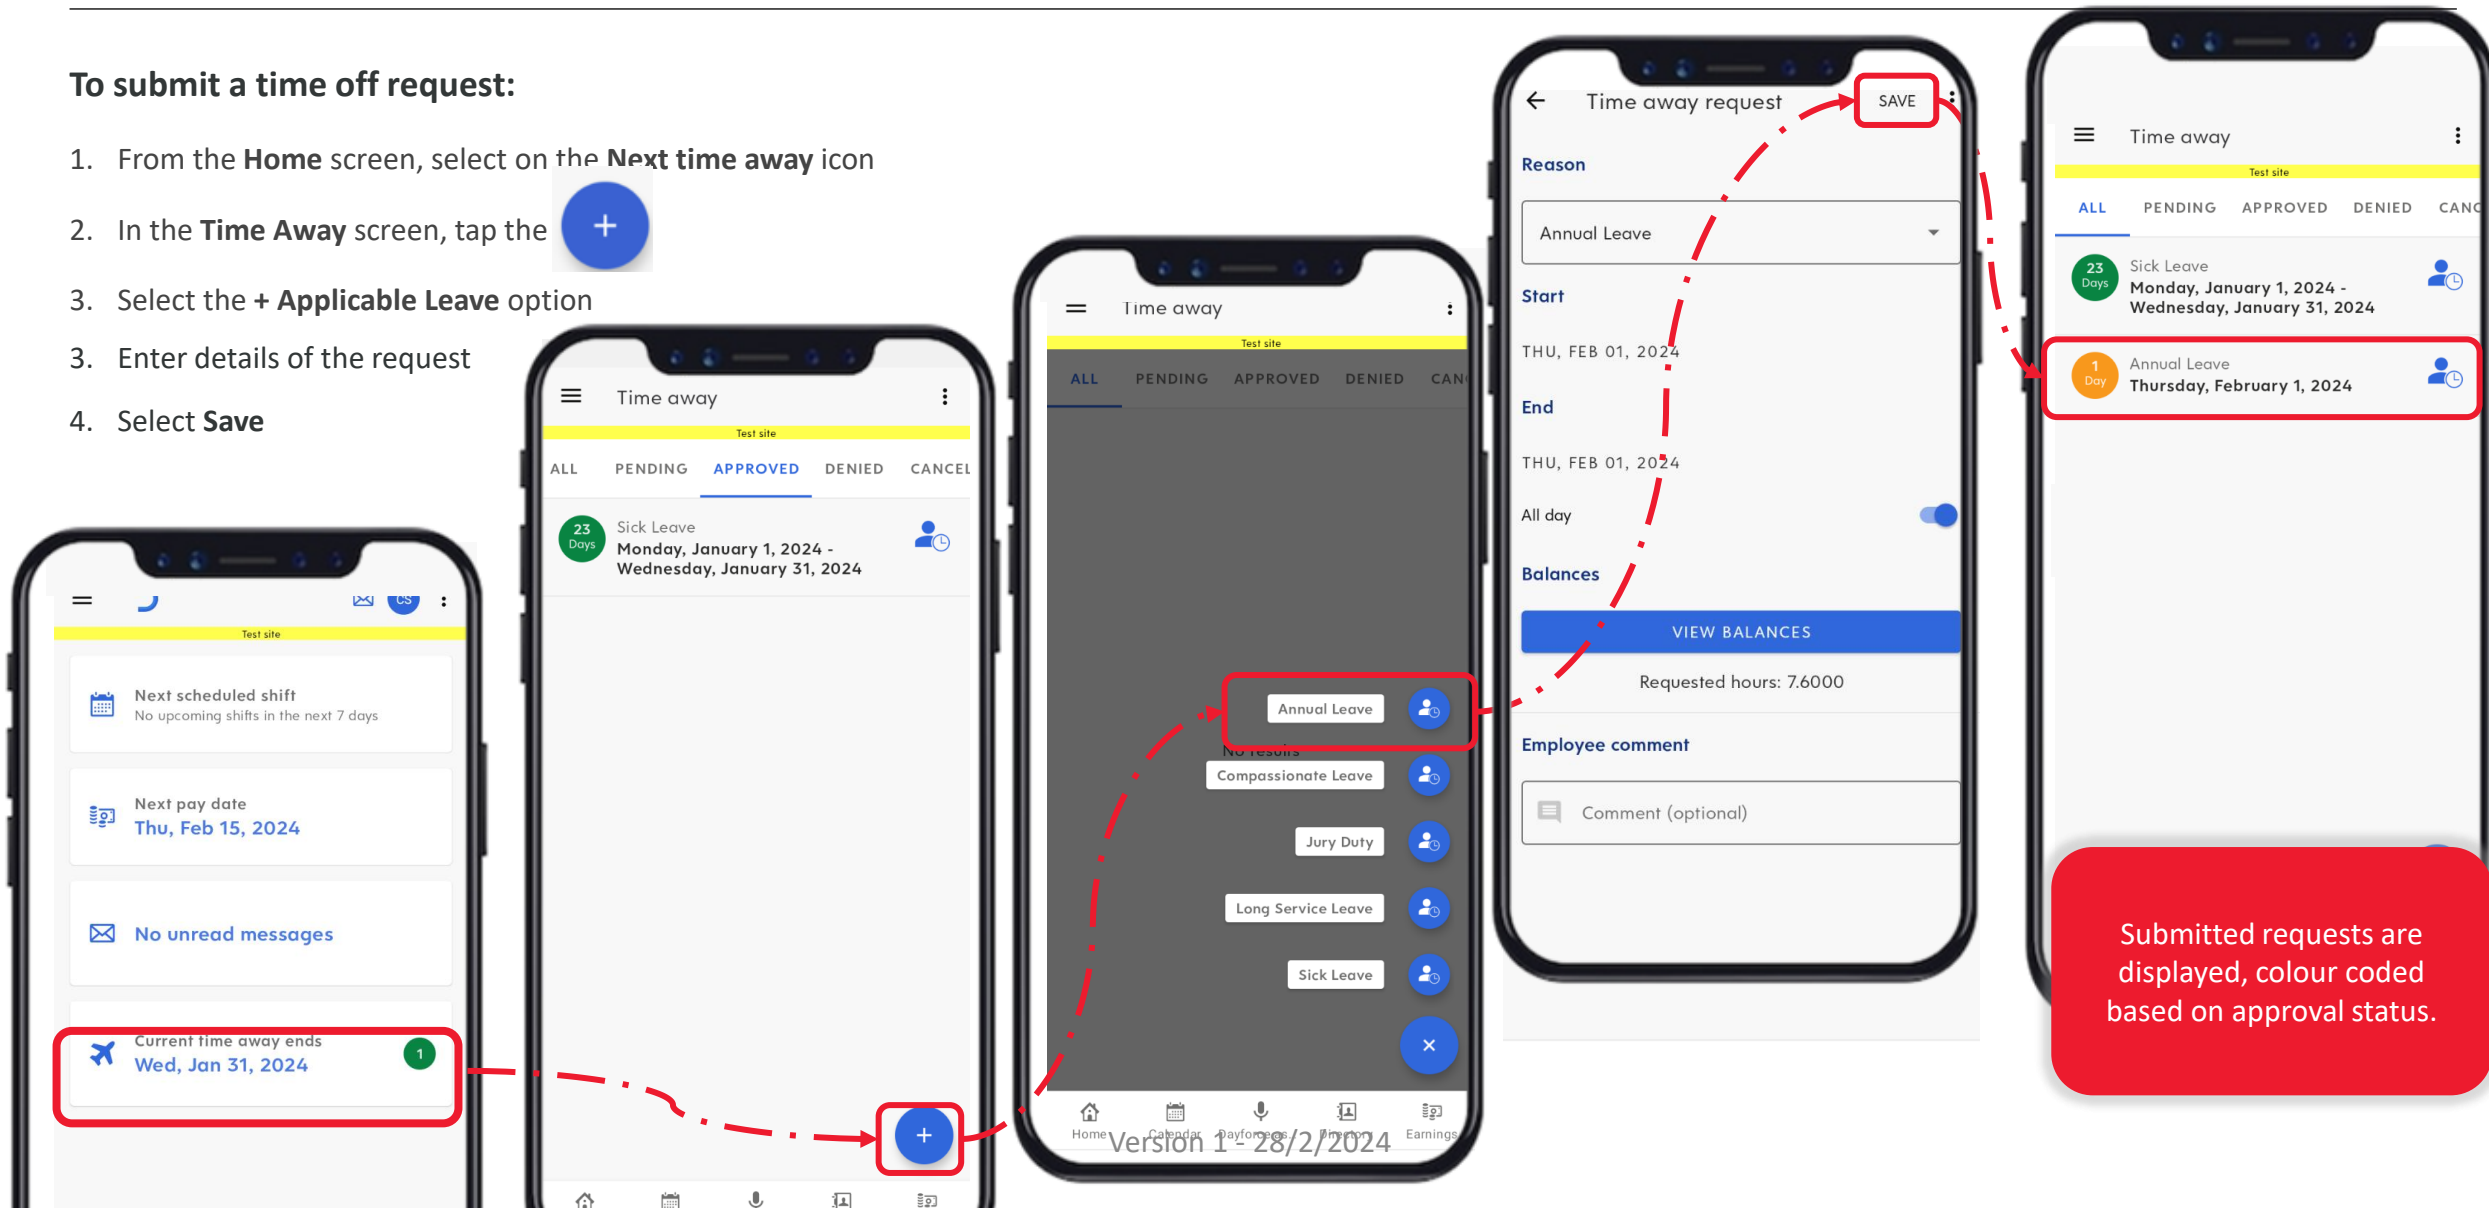 To submit a time off request:
1. From the Home screen, select on the Next time away icon
2. In the Time Away screen, tap the +
3. Select the + Applicable Leave option
3. Enter details of the request
4. Select Save
CS
Test site
Next scheduled shift
No upcoming shifts in the next 7 days
Next pay date
Thu, Feb 15, 2024
No unread messages
Current time away ends
Wed, Jan 31, 2024
1
Time away
Test site
ALL PENDING APPROVED DENIED CANCEL
23
Days
Sick Leave
Monday, January 1, 2024 -
Wednesday, January 31, 2024
+
Time away
Test site
ALL PENDING APPROVED DENIED CAN
Annual Leave
No results
Compassionate Leave
Jury Duty
Long Service Leave
Sick Leave
×
Home Calendar Directory Earnings
Version 1 - 28/2/2024
Time away request SAVE
Reason
Annual Leave
Start
THU, FEB 01, 2024
End
THU, FEB 01, 2024
All day
Balances
VIEW BALANCES
Requested hours: 7.6000
Employee comment
Comment (optional)
Time away
Test site
ALL PENDING APPROVED DENIED CANC
23
Days
Sick Leave
Monday, January 1, 2024 -
Wednesday, January 31, 2024
1
Day
Annual Leave
Thursday, February 1, 2024
Submitted requests are
displayed, colour coded
based on approval status.